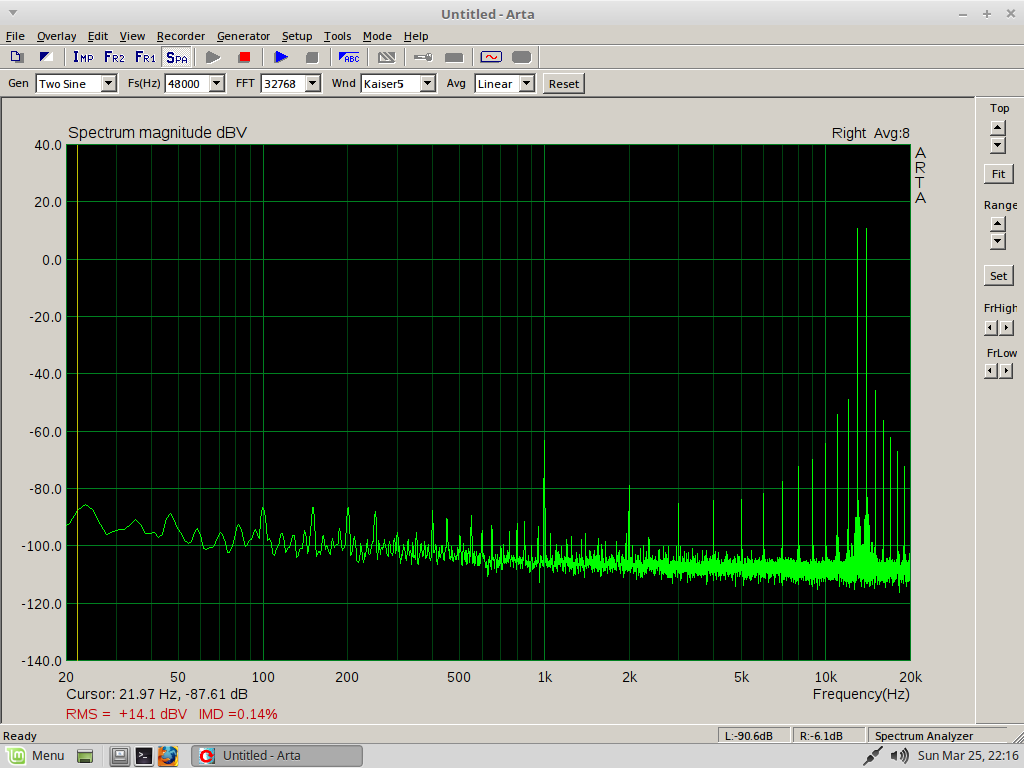 Untitled - Arta
File Overlay Edit View Recorder Generator Setup Tools Mode Help
IMP FR2 FR1 SPA ABC
Gen Two Sine Fs(Hz) 48000 FFT 32768 Wnd Kaiser5 Avg Linear Reset
Top
Spectrum magnitude dBV Right Avg:8
40.0
A
R
T
A
Fit
20.0
Range
0.0
Set
FrHigh
-20.0
FrLow
-40.0
-60.0
-80.0
-100.0
-120.0
-140.0
20 50 100 200 500 1k 2k 5k 10k 20k
Cursor: 21.97 Hz, -87.61 dB Frequency(Hz)
RMS = +14.1 dBV IMD =0.14%
Ready L:-90.6dB R:-6.1dB Spectrum Analyzer
Menu Untitled - Arta Sun Mar 25, 22:16